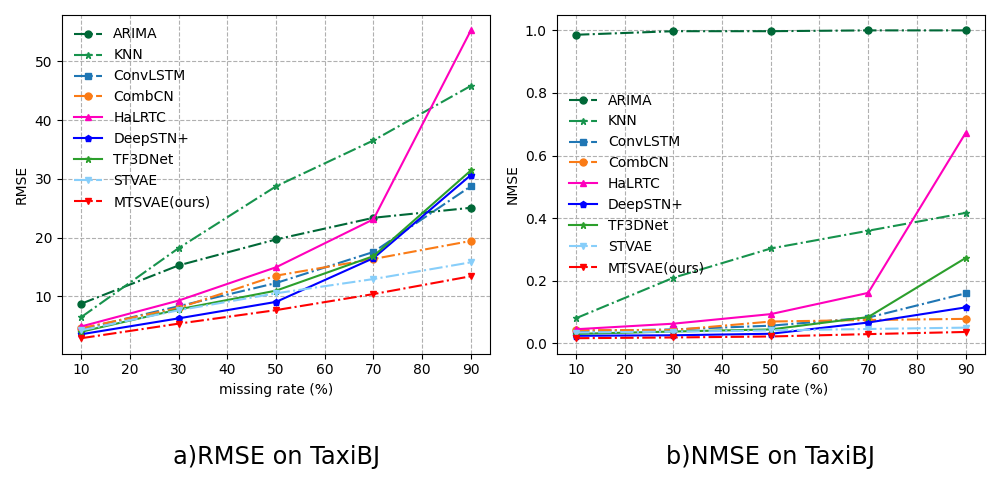 ARIMA
KNN
ConvLSTM
CombCN
HaLRTC
DeepSTN+
TF3DNet
STVAE
MTSVAE(ours)
50
40
30
20
10
RMSE
10 20 30 40 50 60 70 80 90
missing rate (%)
a)RMSE on TaxiBJ
1.0
0.8
0.6
0.4
0.2
0.0
NMSE
ARIMA
KNN
ConvLSTM
CombCN
HaLRTC
DeepSTN+
TF3DNet
STVAE
MTSVAE(ours)
10 20 30 40 50 60 70 80 90
missing rate (%)
b)NMSE on TaxiBJ